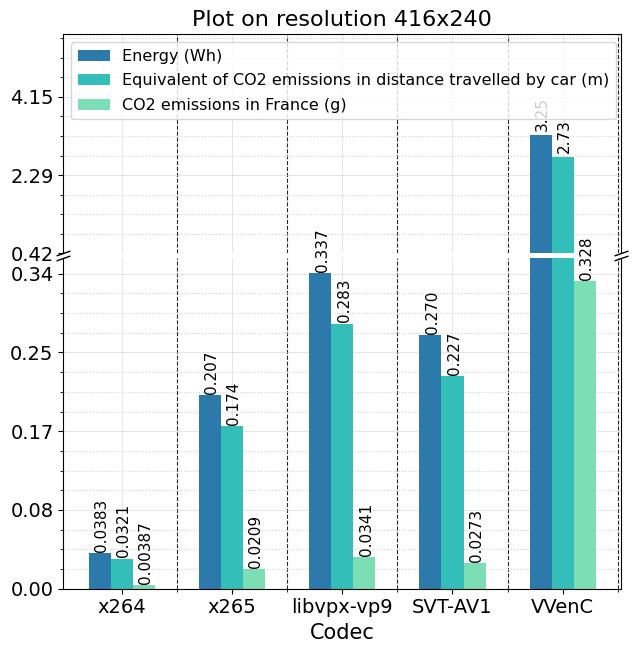 Plot on resolution 416x240
Energy (Wh)
Equivalent of CO2 emissions in distance travelled by car (m)
CO2 emissions in France (g)
4.15
2.29
0.42
0.34
0.25
0.17
0.08
0.00
0.0383
0.0321
0.00387
0.207
0.174
0.0209
0.337
0.283
0.0341
0.270
0.227
0.0273
3.25
2.73
0.328
x264
x265
libvpx-vp9
SVT-AV1
VVenC
Codec